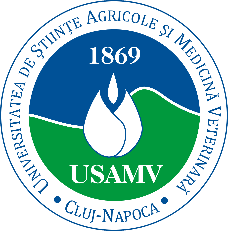 UNIVERSITATEA DE ȘTIINȚE AGRICOLE ȘI MEDICINĂ VETERINARĂ
1869
USAMV
• CLUJ-NAPOCA •